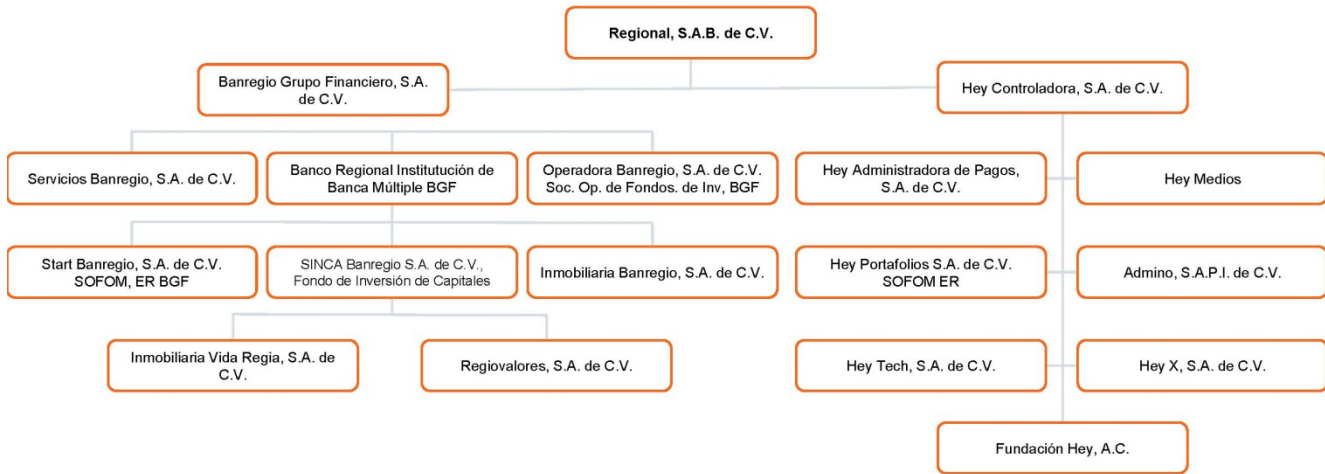 Regional, S.A.B. de C.V.
Banregio Grupo Financiero, S.A.
de C.V.
Hey Controladora, S.A. de C.V.
Servicios Banregio, S.A. de C.V.
Banco Regional Institutución de
Banca Múltiple BGF
Operadora Banregio, S.A. de C.V.
Soc. Op. de Fondos. de Inv, BGF
Hey Administradora de Pagos,
S.A. de C.V.
Hey Medios
Start Banregio, S.A. de C.V.
SOFOM, ER BGF
SINCA Banregio S.A. de C.V.,
Fondo de Inversión de Capitales
Inmobiliaria Banregio, S.A. de C.V.
Hey Portafolios S.A. de C.V.
SOFOM ER
Admino, S.A.P.I. de C.V.
Inmobiliaria Vida Regia, S.A. de
C.V.
Regiovalores, S.A. de C.V.
Hey Tech, S.A. de C.V.
Hey X, S.A. de C.V.
Fundación Hey, A.C.